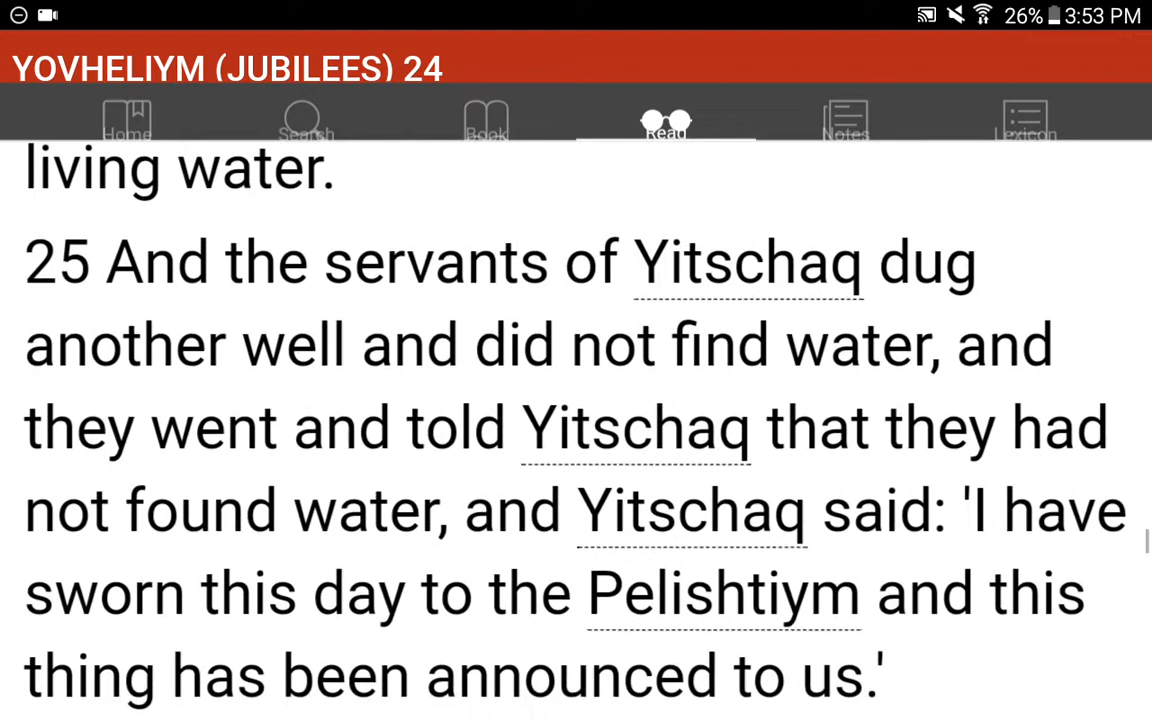 26% 3:53 PM
YOVHELIYM (JUBILEES) 24
Home Search Book Read Notes Lexicon
living water.
25 And the servants of Yitschaq dug
another well and did not find water, and
they went and told Yitschaq that they had
not found water, and Yitschaq said: 'I have
sworn this day to the Pelishtiym and this
thing has been announced to us.'